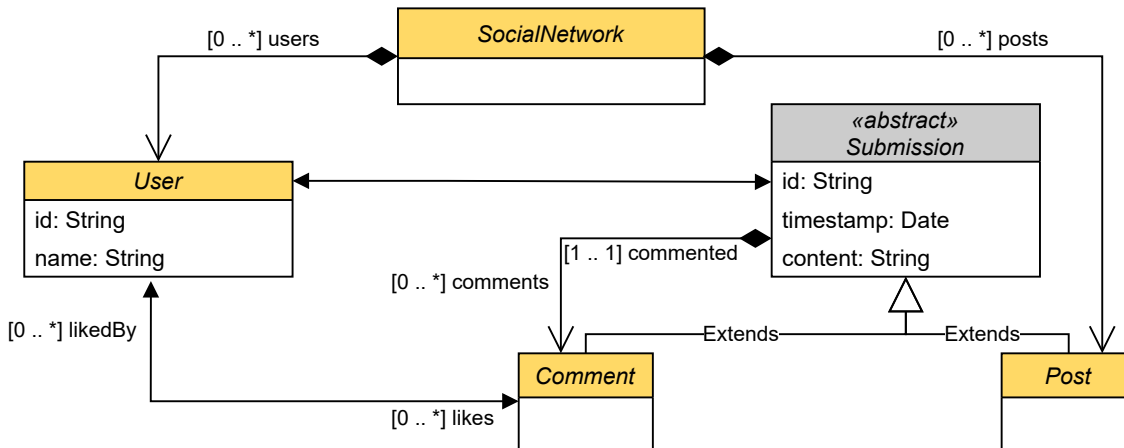 SocialNetwork
[0 .. *] users
[0 .. *] posts
«abstract»
Submission
id: String
timestamp: Date
content: String
User
id: String
name: String
[1 .. 1] commented
[0 .. *] comments
[0 .. *] likedBy
Extends
Extends
Comment
Post
[0 .. *] likes